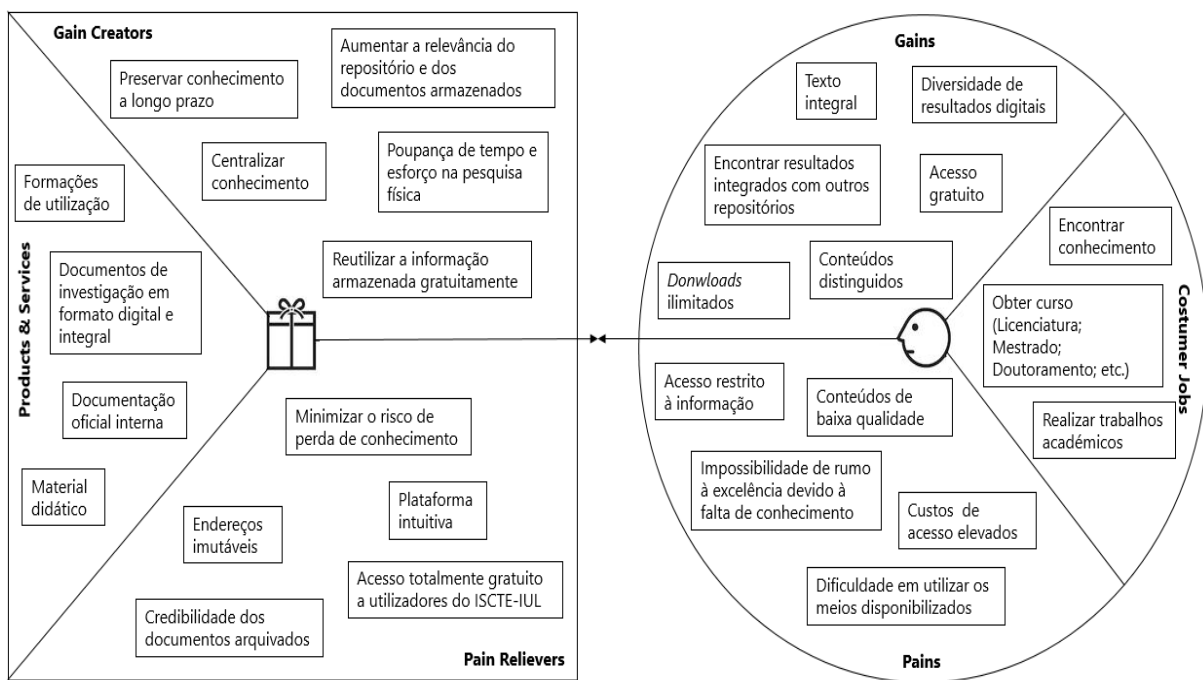 Gain Creators
Preservar conhecimento
a longo prazo
Aumentar a relevância do
repositório e dos
documentos armazenados
Centralizar
conhecimento
Poupança de tempo e
esforço na pesquisa
física
Reutilizar a informação
armazenada gratuitamente
Products & Services
Formações
de utilização
Documentos de
investigação em
formato digital e
integral
Documentação
oficial interna
Material
didático
Minimizar o risco de
perda de conhecimento
Plataforma
intuitiva
Endereços
imutáveis
Acesso totalmente gratuito
a utilizadores do ISCTE-IUL
Credibilidade dos
documentos arquivados
Pain Relievers
Gains
Texto
integral
Diversidade de
resultados digitais
Encontrar resultados
integrados com outros
repositórios
Acesso
gratuito
Donwloads
ilimitados
Conteúdos
distinguidos
Costumer Jobs
Encontrar
conhecimento
Obter curso
(Licenciatura;
Mestrado;
Doutoramento; etc.)
Realizar trabalhos
académicos
Acesso restrito
à informação
Conteúdos de
baixa qualidade
Impossibilidade de rumo
à excelência devido à
falta de conhecimento
Custos de
acesso elevados
Dificuldade em utilizar os
meios disponibilizados
Pains